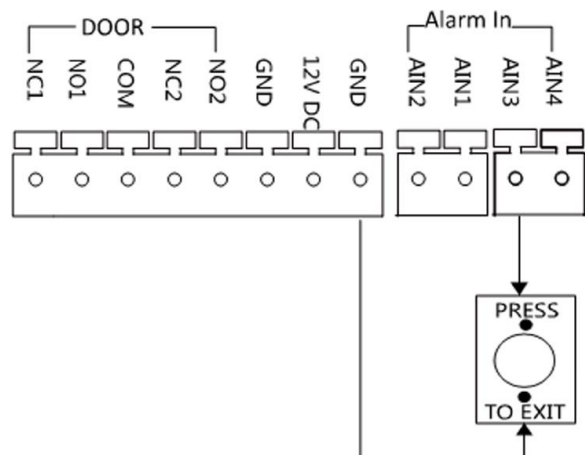 DOOR
Alarm In
NC1
NO1
COM
NC2
NO2
GND
12V DC
GND
AIN2
AIN1
AIN3
AIN4
PRESS
TO EXIT